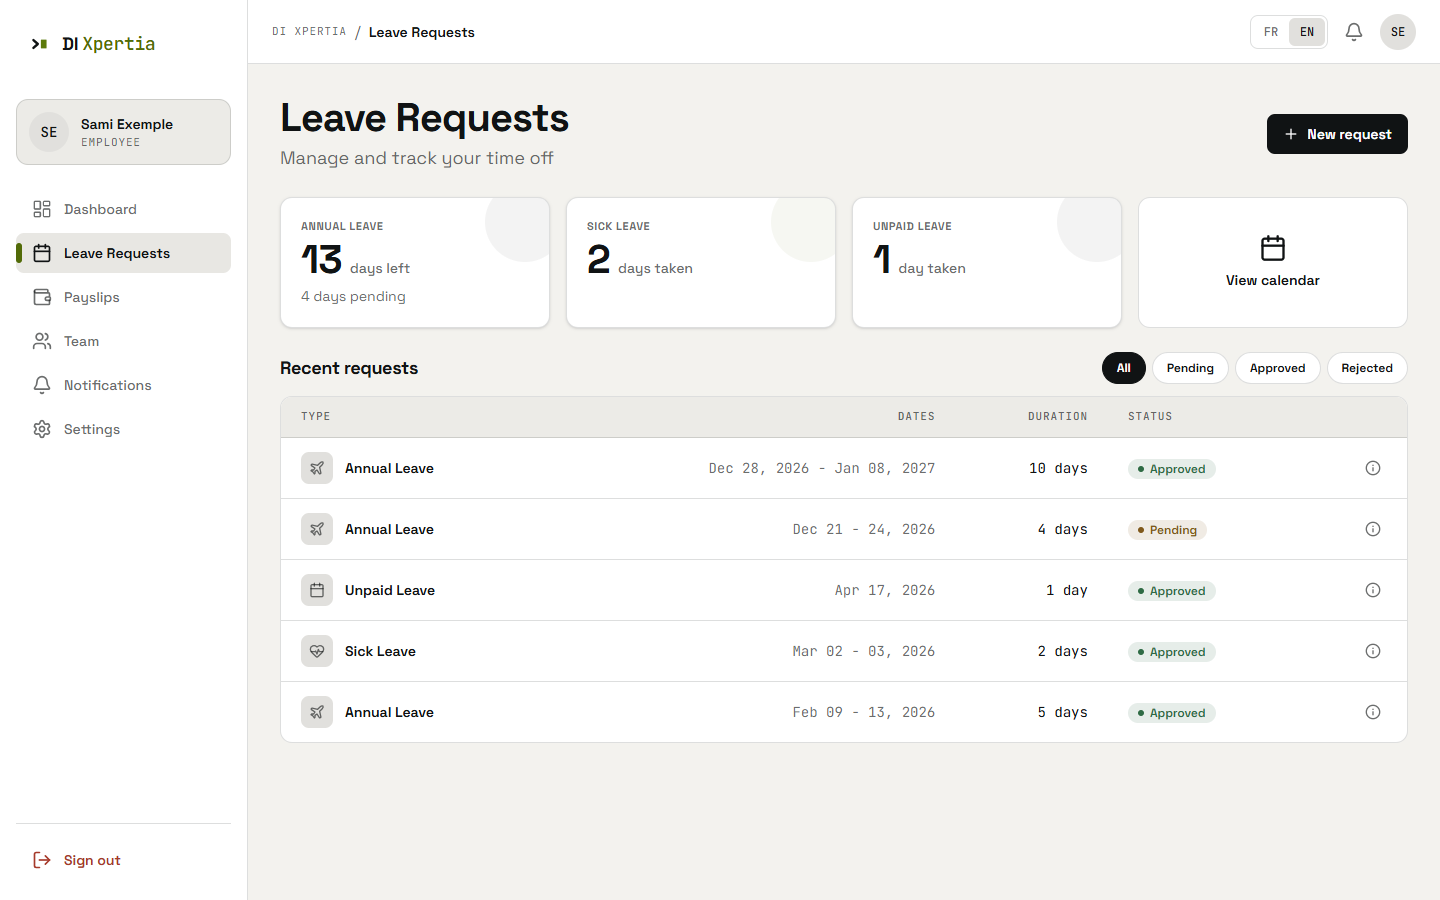 DI Xpertia
DI XPERTIA / Leave Requests
FR EN
SE
SE
Sami Exemple
EMPLOYEE
Dashboard
Leave Requests
Payslips
Team
Notifications
Settings
Sign out
Leave Requests
Manage and track your time off
New request
ANNUAL LEAVE
13 days left
4 days pending
SICK LEAVE
2 days taken
UNPAID LEAVE
1 day taken
View calendar
Recent requests
All Pending Approved Rejected
TYPE DATES DURATION STATUS
Annual Leave Dec 28, 2026 - Jan 08, 2027 10 days Approved
Annual Leave Dec 21 - 24, 2026 4 days Pending
Unpaid Leave Apr 17, 2026 1 day Approved
Sick Leave Mar 02 - 03, 2026 2 days Approved
Annual Leave Feb 09 - 13, 2026 5 days Approved